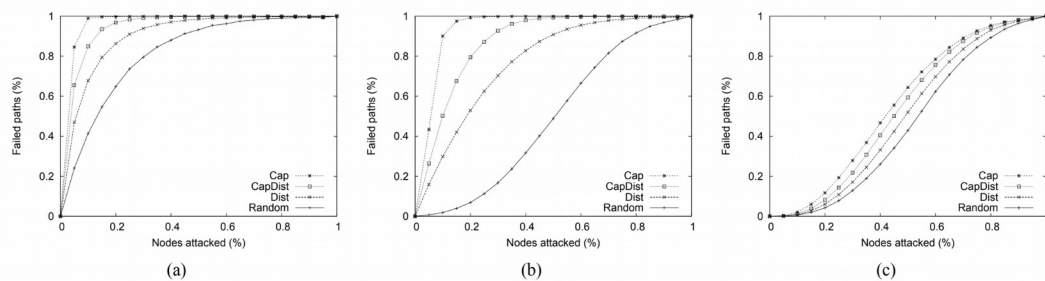 1
0.8
0.6
0.4
0.2
0
Failed paths (%)
Cap
CapDist
Dist
Random
0 0.2 0.4 0.6 0.8 1
Nodes attacked (%)
(a)
1
0.8
0.6
0.4
0.2
0
Failed paths (%)
Cap
CapDist
Dist
Random
0 0.2 0.4 0.6 0.8 1
Nodes attacked (%)
(b)
1
0.8
0.6
0.4
0.2
0
Failed paths (%)
Cap
CapDist
Dist
Random
0.2 0.4 0.6 0.8
Nodes attacked (%)
(c)